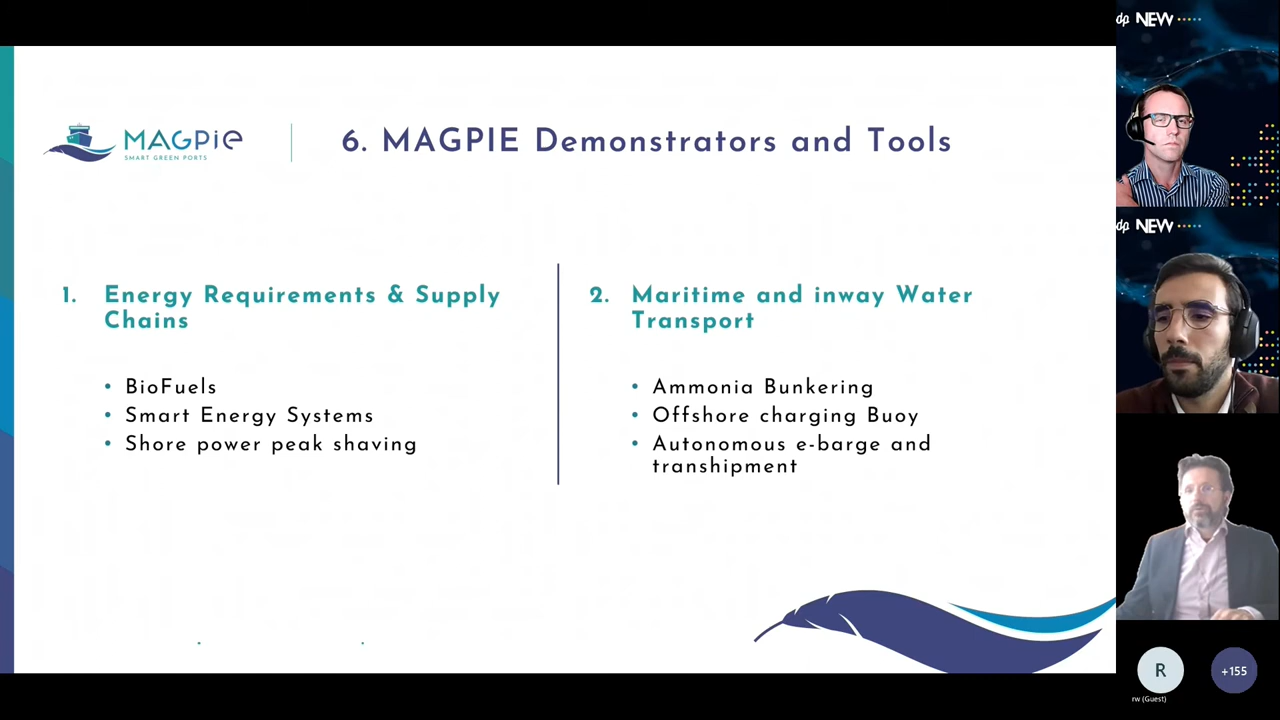 MAGPIE
SMART GREEN PORTS
6. MAGPIE Demonstrators and Tools
1. Energy Requirements & Supply
Chains
• BioFuels
• Smart Energy Systems
• Shore power peak shaving
2. Maritime and inway Water
Transport
• Ammonia Bunkering
• Offshore charging Buoy
• Autonomous e-barge and
transhipment
dp NEW
dp NEW
R
+155
rw (Guest)